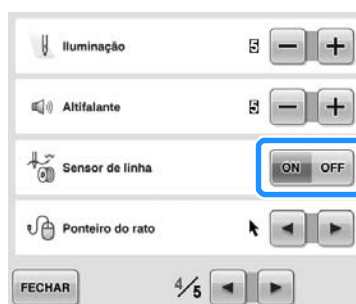 Iluminação 5 − +
Altifalante 5 − +
Sensor de linha ON OFF
Ponteiro do rato
FECHAR 4/5